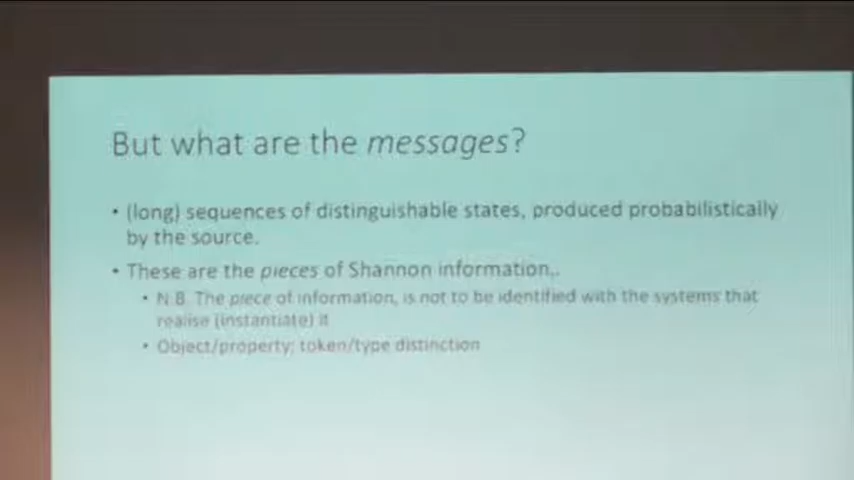 But what are the messages?
• (long) sequences of distinguishable states, produced probabilistically
by the source.
• These are the pieces of Shannon informationₜ.
• N.B. The piece of informationₜ is not to be identified with the systems that
realise (instantiate) it
• Object/property; token/type distinction